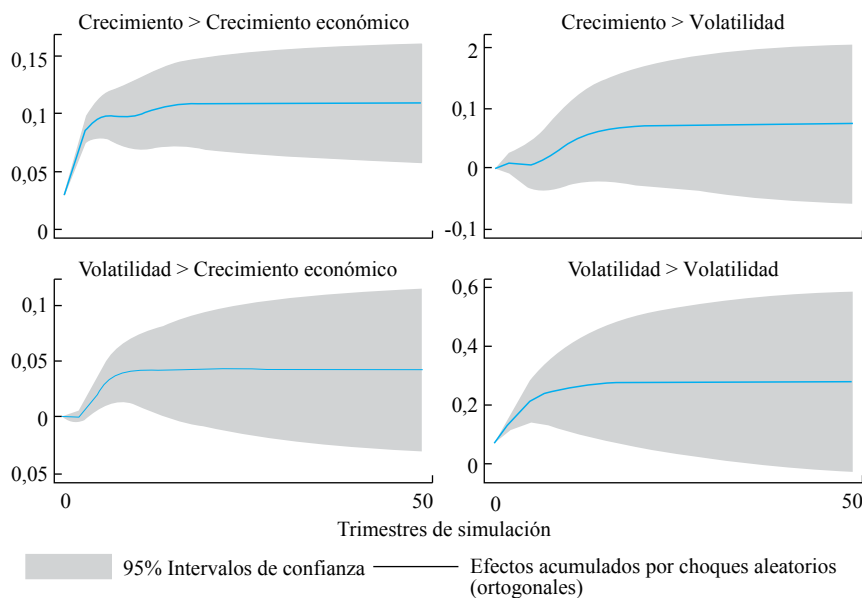 Crecimiento > Crecimiento económico
0,15
0,1
0,05
0
50
Crecimiento > Volatilidad
2
0,1
0
-0,1
50
Volatilidad > Crecimiento económico
0,1
0,05
0
0,05
0
50
Volatilidad > Volatilidad
0,6
0,4
0,2
0
0
50
Trimestres de simulación
95% Intervalos de confianza
Efectos acumulados por choques aleatorios
(ortogonales)